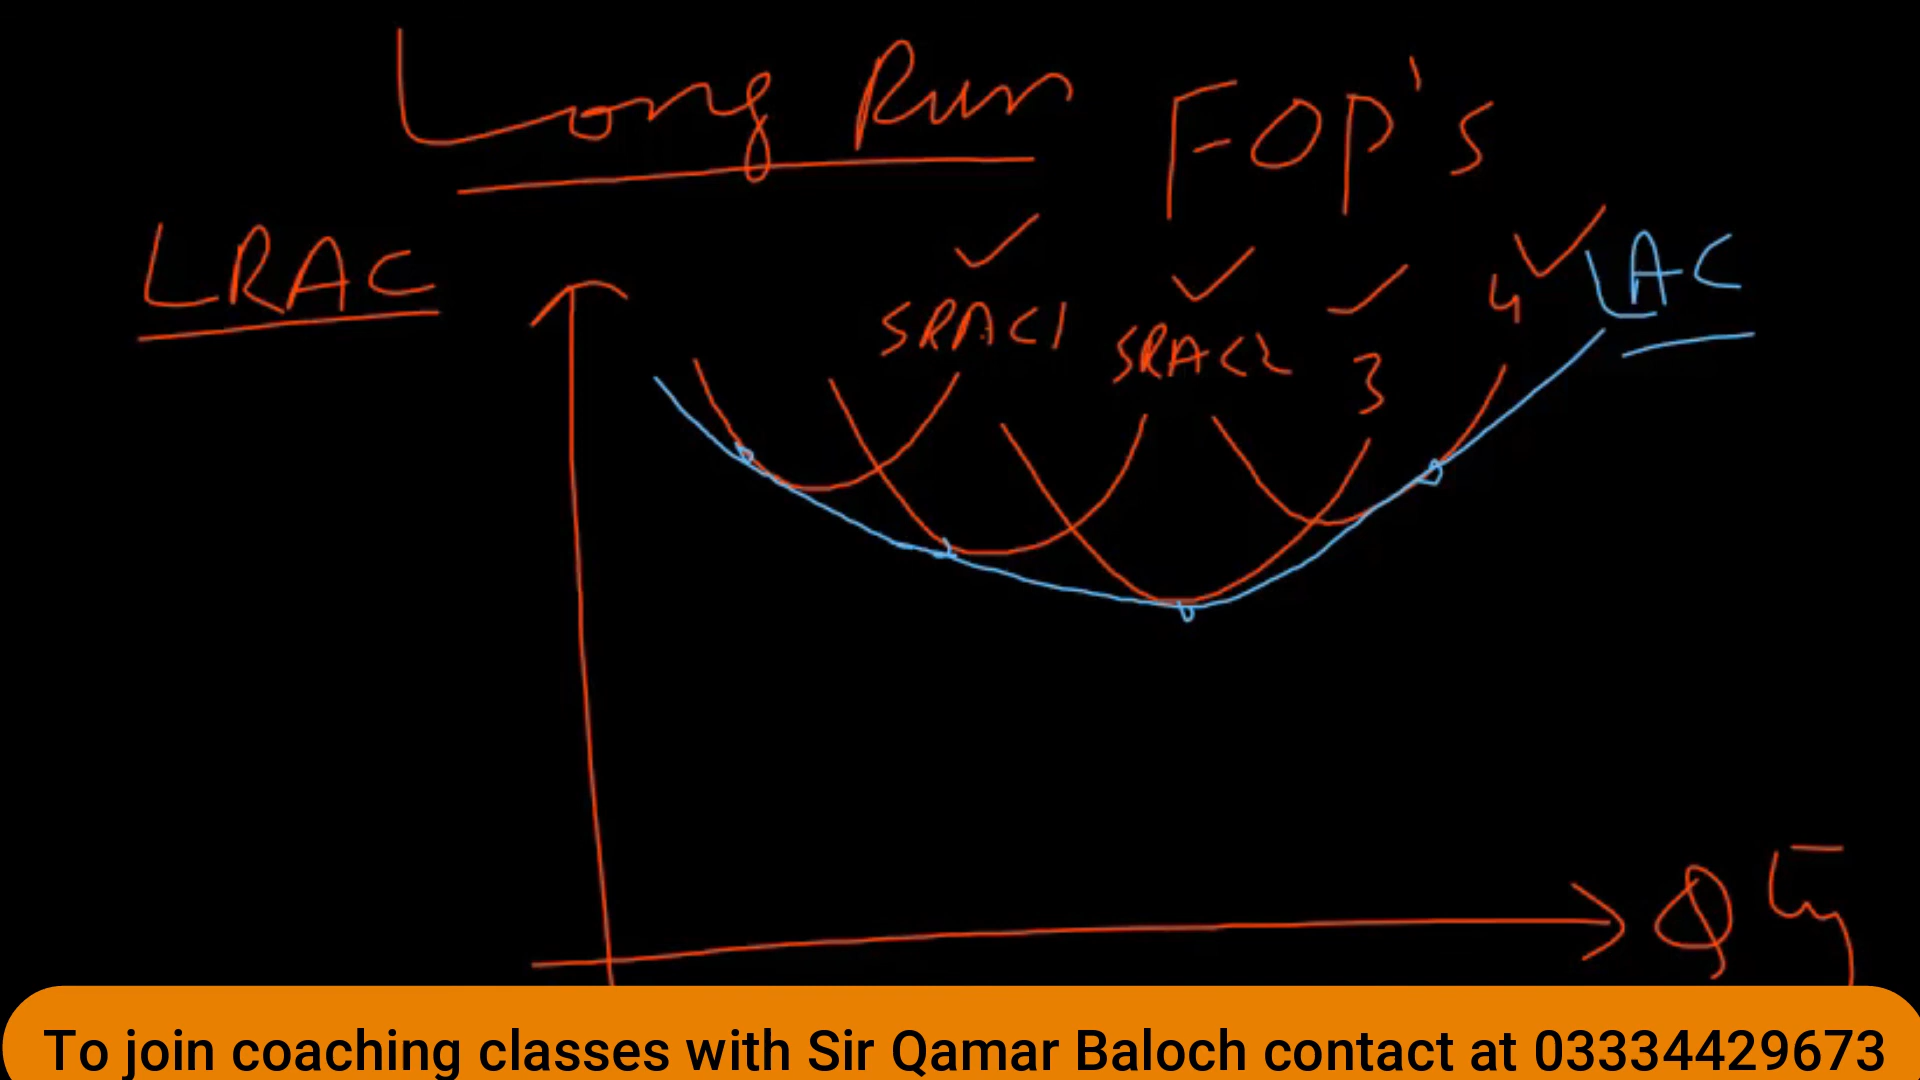 Long Run FOP's
LRAC
SRAC1
SRAC2
3
4
LAC
Qty
To join coaching classes with Sir Qamar Baloch contact at 03334429673